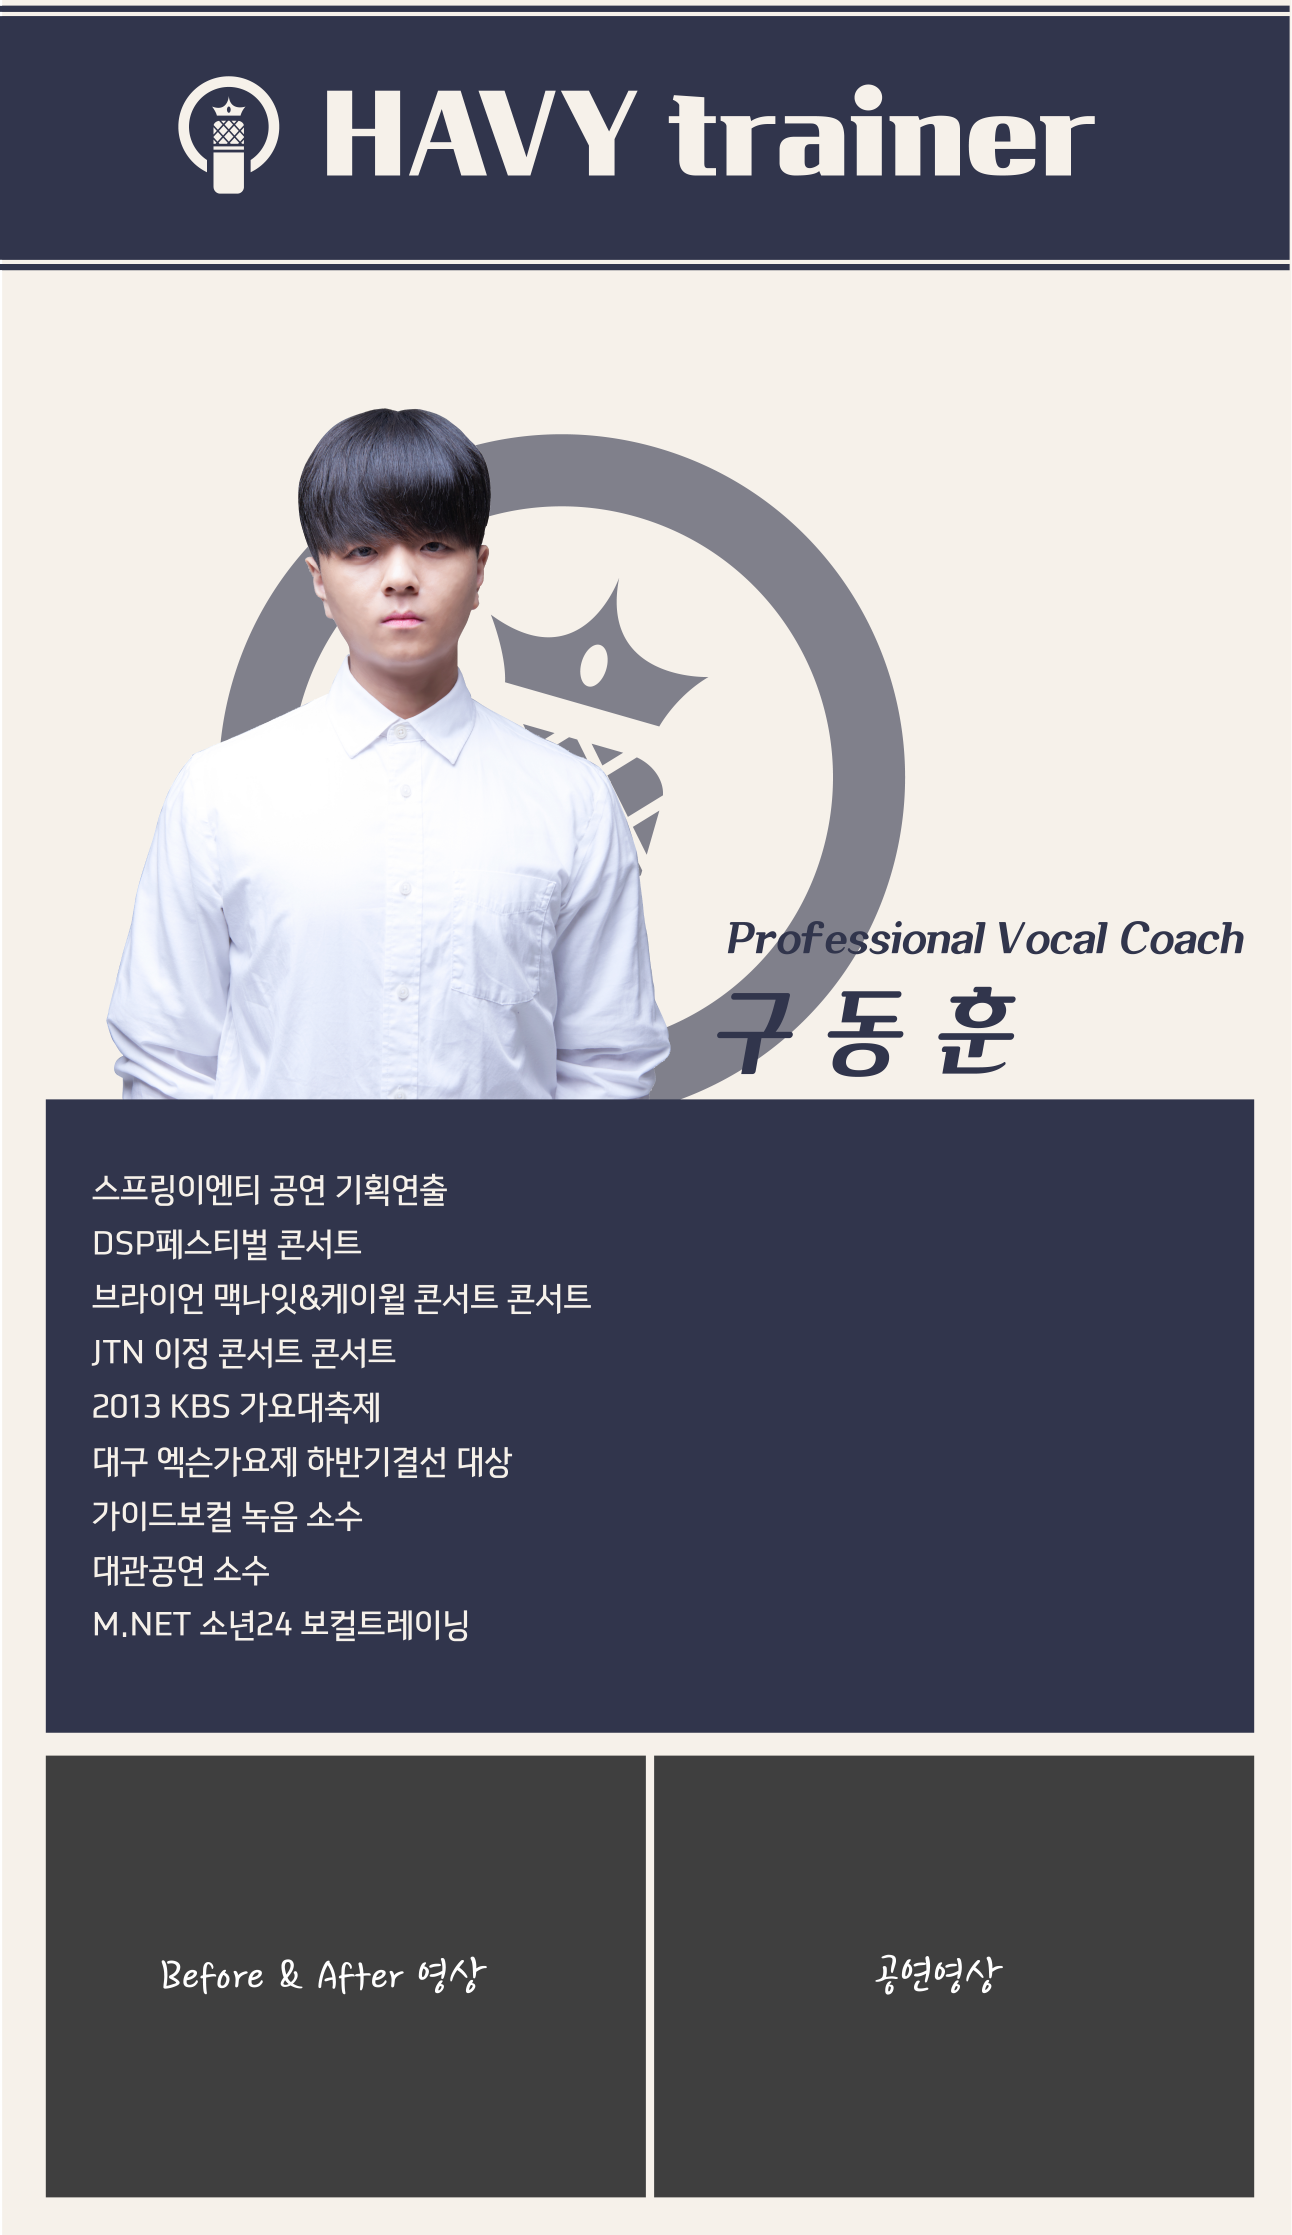 HAVY trainer
Professional Vocal Coach
구동훈
스프링이엔티 공연 기획연출
DSP페스티벌 콘서트
브라이언 맥나잇&케이윌 콘서트 콘서트
JTN 이정 콘서트 콘서트
2013 KBS 가요대축제
대구 엑슨가요제 하반기결선 대상
가이드보컬 녹음 소수
대관공연 소수
M.NET 소년24 보컬트레이닝
Before & After 영상
공연영상